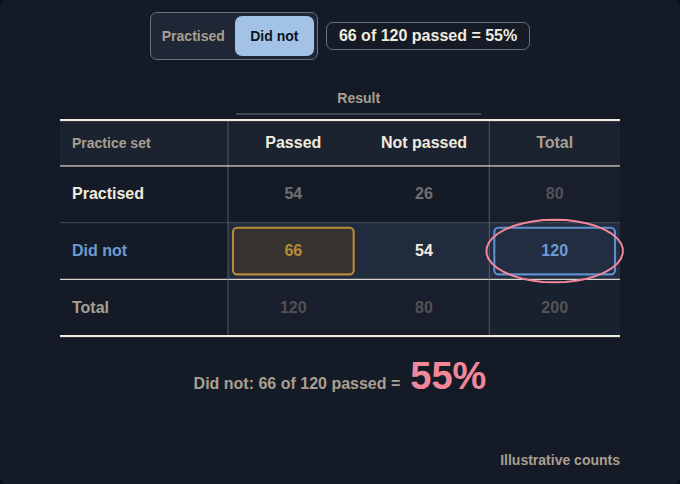 Practised Did not 66 of 120 passed = 55%
Result
Practice set Passed Not passed Total
Practised 54 26 80
Did not 66 54 120
Total 120 80 200
Did not: 66 of 120 passed = 55%
Illustrative counts